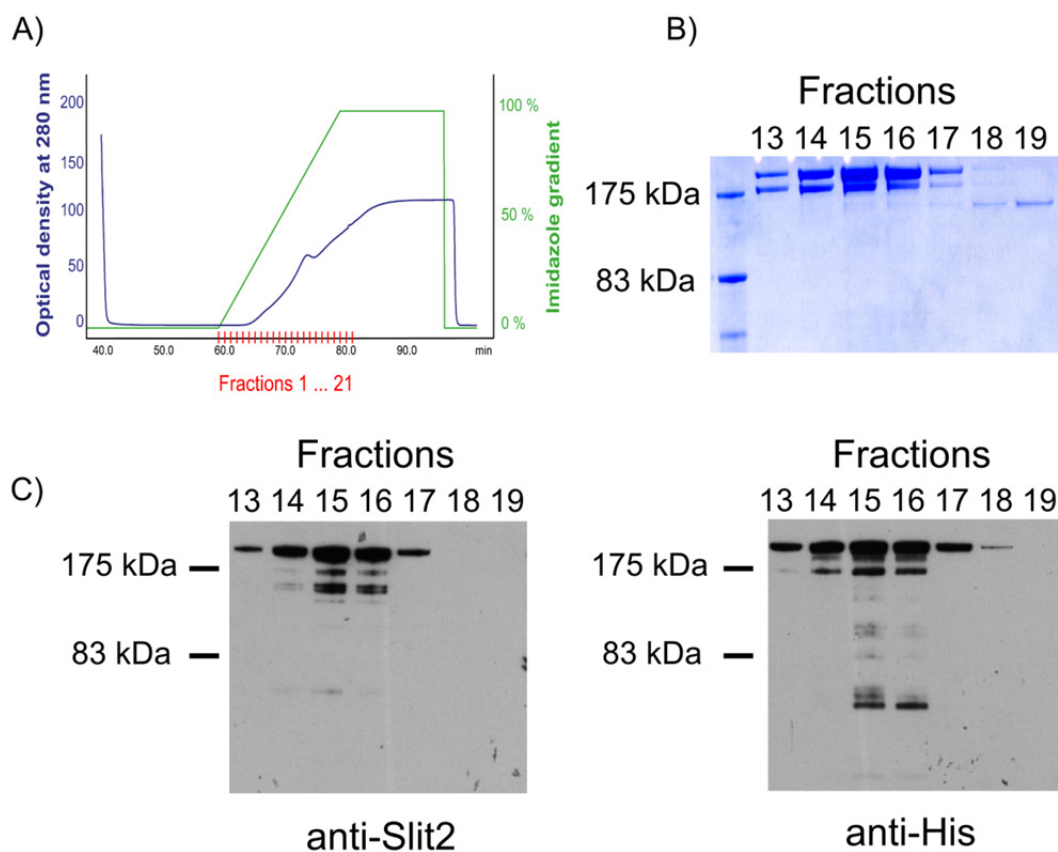 A)
Optical density at 280 nm
200
150
100
50
0
100 %
50 %
0 %
Imidazole gradient
40.0 50.0 60.0 70.0 80.0 90.0 min
Fractions 1 ... 21
B)
Fractions
13 14 15 16 17 18 19
175 kDa
83 kDa
C)
Fractions
13 14 15 16 17 18 19
175 kDa
83 kDa
anti-Slit2
Fractions
13 14 15 16 17 18 19
175 kDa
83 kDa
anti-His